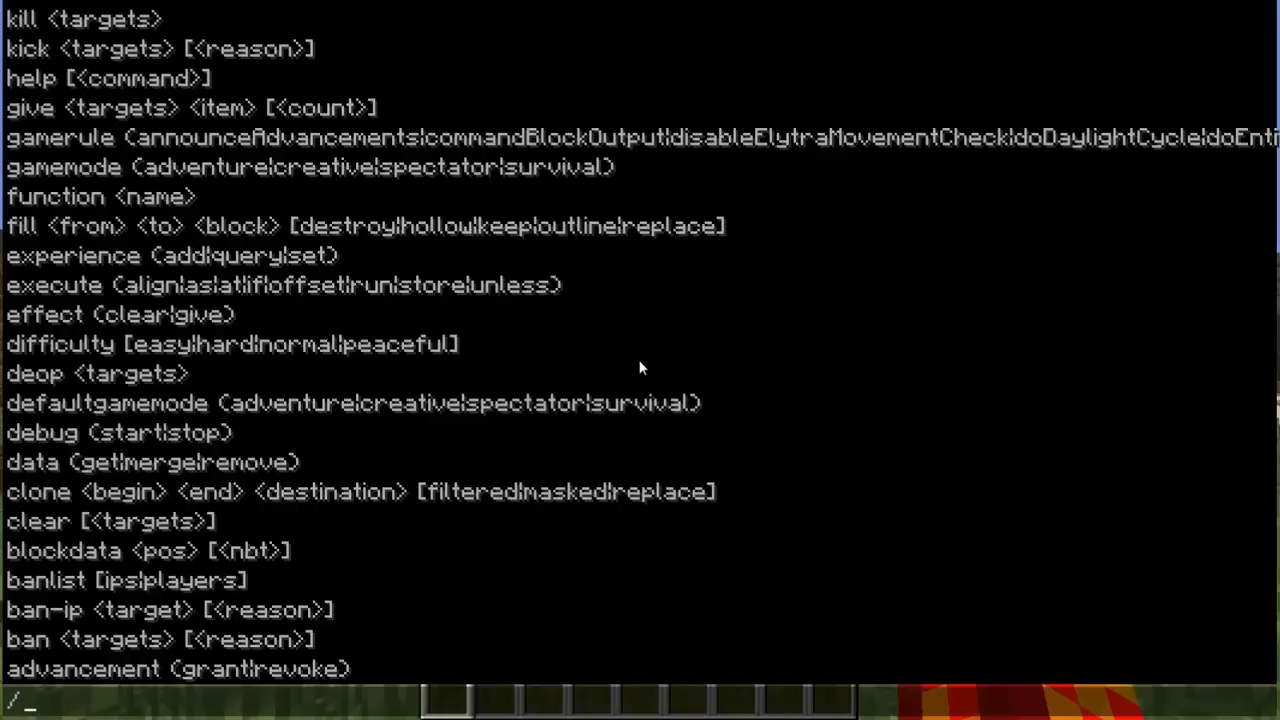 kill <targets>
kick <targets> [<reason>]
help [<command>]
give <targets> <item> [<count>]
gamerule (announceAdvancements|commandBlockOutput|disableElytraMovementCheck|doDaylightCycle|doEnti
gamemode (adventure|creative|spectator|survival)
function <name>
fill <from> <to> <block> [destroy|hollow|keep|outline|replace]
experience (add|query|set)
execute (align|as|at|if|offset|run|store|unless)
effect (clear|give)
difficulty [easy|hard|normal|peaceful]
deop <targets>
defaultgamemode (adventure|creative|spectator|survival)
debug (start|stop)
data (get|merge|remove)
clone <begin> <end> <destination> [filtered|masked|replace]
clear [<targets>]
blockdata <pos> [<nbt>]
banlist [ips|players]
ban-ip <target> [<reason>]
ban <targets> [<reason>]
advancement (grant|revoke)
/_